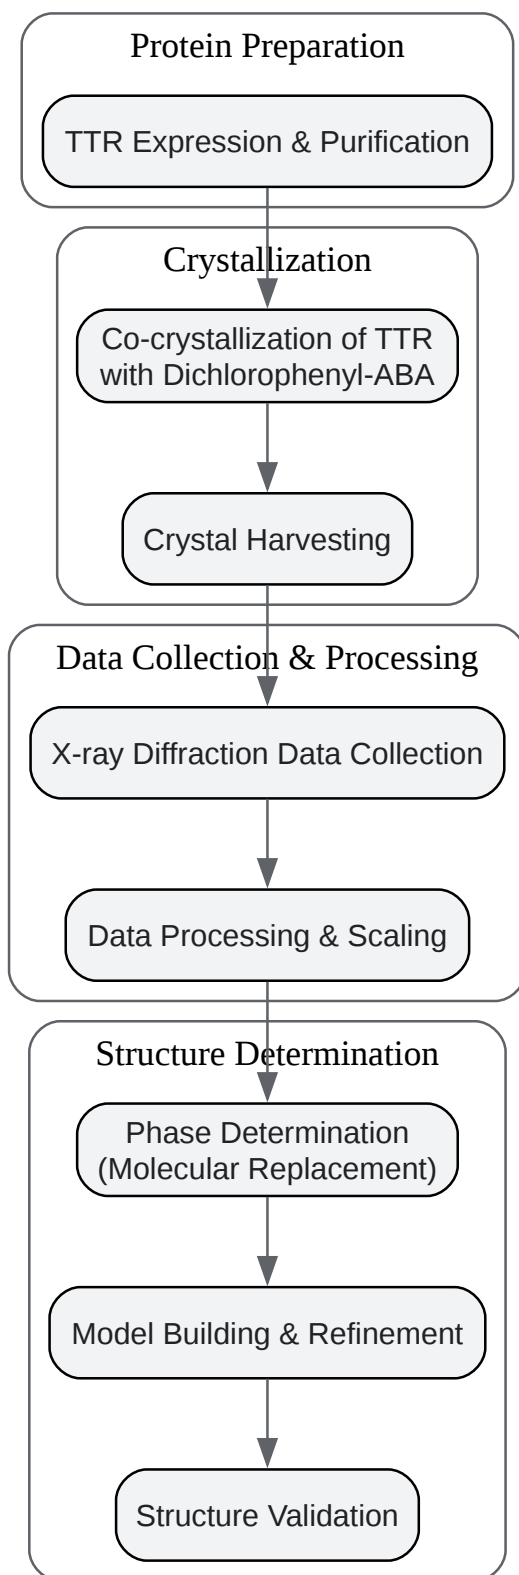 Protein Preparation
TTR Expression & Purification
Crystallization
Co-crystallization of TTR
with Dichlorophenyl-ABA
Crystal Harvesting
Data Collection & Processing
X-ray Diffraction Data Collection
Data Processing & Scaling
Structure Determination
Phase Determination
(Molecular Replacement)
Model Building & Refinement
Structure Validation